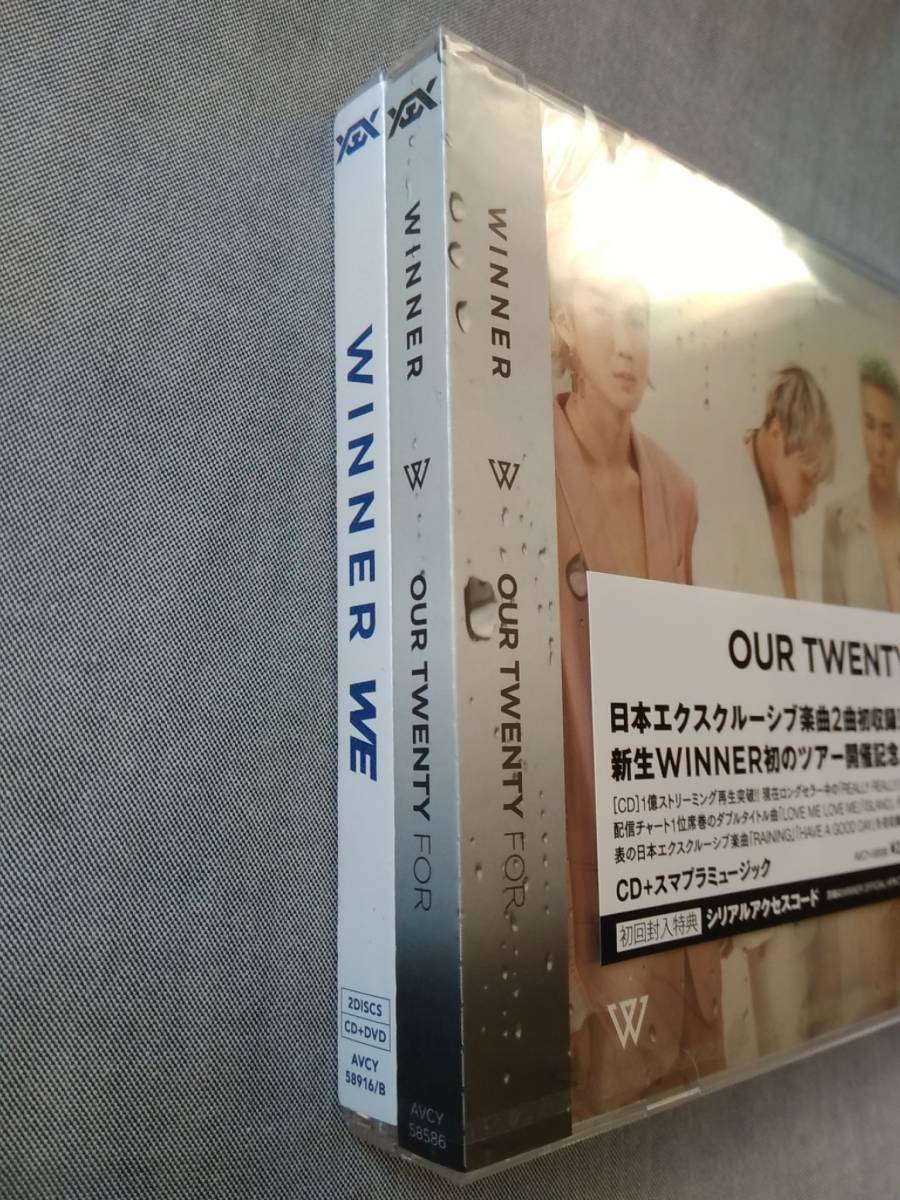 YGEX
WINNER WE
2DISCS
CD+DVD
AVCY
58916/B
YGEX
WINNER W OUR TWENTY FOR
AVCY
58586
WINNER W OUR TWENTY FOR
OUR TWENTY
日本エクスクルーシブ楽曲2曲初収録
新生WINNER初のツアー開催記念
[CD]1億ストリーミング再生突破!! 現在ロングセラー中の「REALLY REALLY
配信チャート1位席巻のダブルタイトル曲「LOVE ME LOVE ME」「ISLAND」
表の日本エクスクルーシブ楽曲「RAINING」「HAVE A GOOD DAY」
CD+スマプラミュージック
初回封入特典 シリアルアクセスコード
W